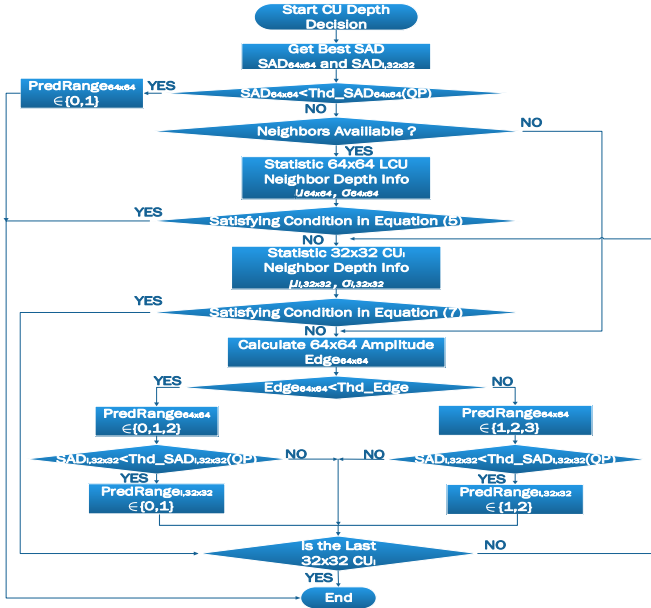 Start CU Depth
Decision
Get Best SAD
SAD64x64 and SADi,32x32
YES
PredRange64x64
∈{0,1}
SAD64x64<Thd_SAD64x64(QP)
NO
Neighbors Available ?
NO
YES
Statistic 64x64 LCU
Neighbor Depth Info
μ64x64, σ64x64
YES
Satisfying Condition in Equation (5)
NO
Statistic 32x32 CUi
Neighbor Depth Info
μi,32x32, σi,32x32
YES
Satisfying Condition in Equation (7)
NO
Calculate 64x64 Amplitude
Edge64x64
YES
Edge64x64<Thd_Edge
NO
PredRange64x64
∈{0,1,2}
PredRange64x64
∈{1,2,3}
SADi,32x32<Thd_SADi,32x32(QP)
NO
NO
SADi,32x32<Thd_SADi,32x32(QP)
YES
YES
PredRangei,32x32
∈{0,1}
PredRangei,32x32
∈{1,2}
Is the Last
32x32 CUi
NO
YES
End